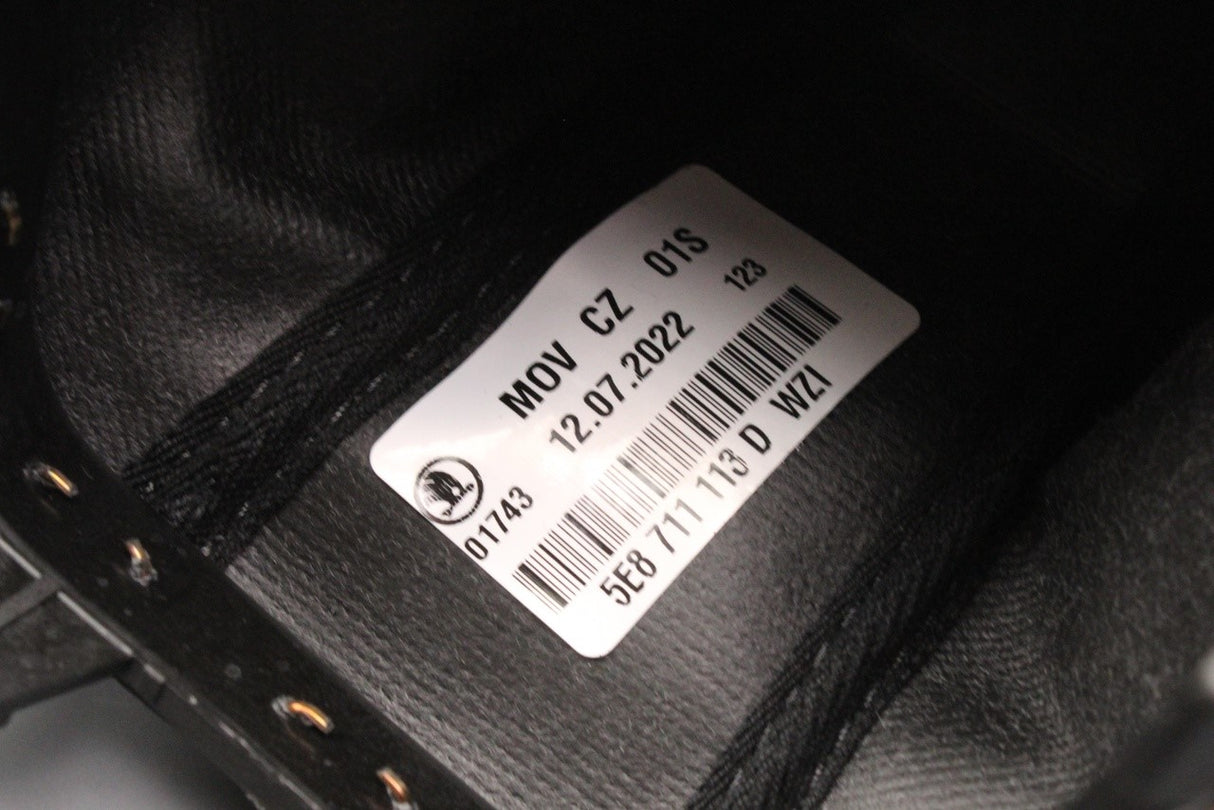 MOV CZ 01S
12.07.2022 123
01743
5E8 711 113 D WZI